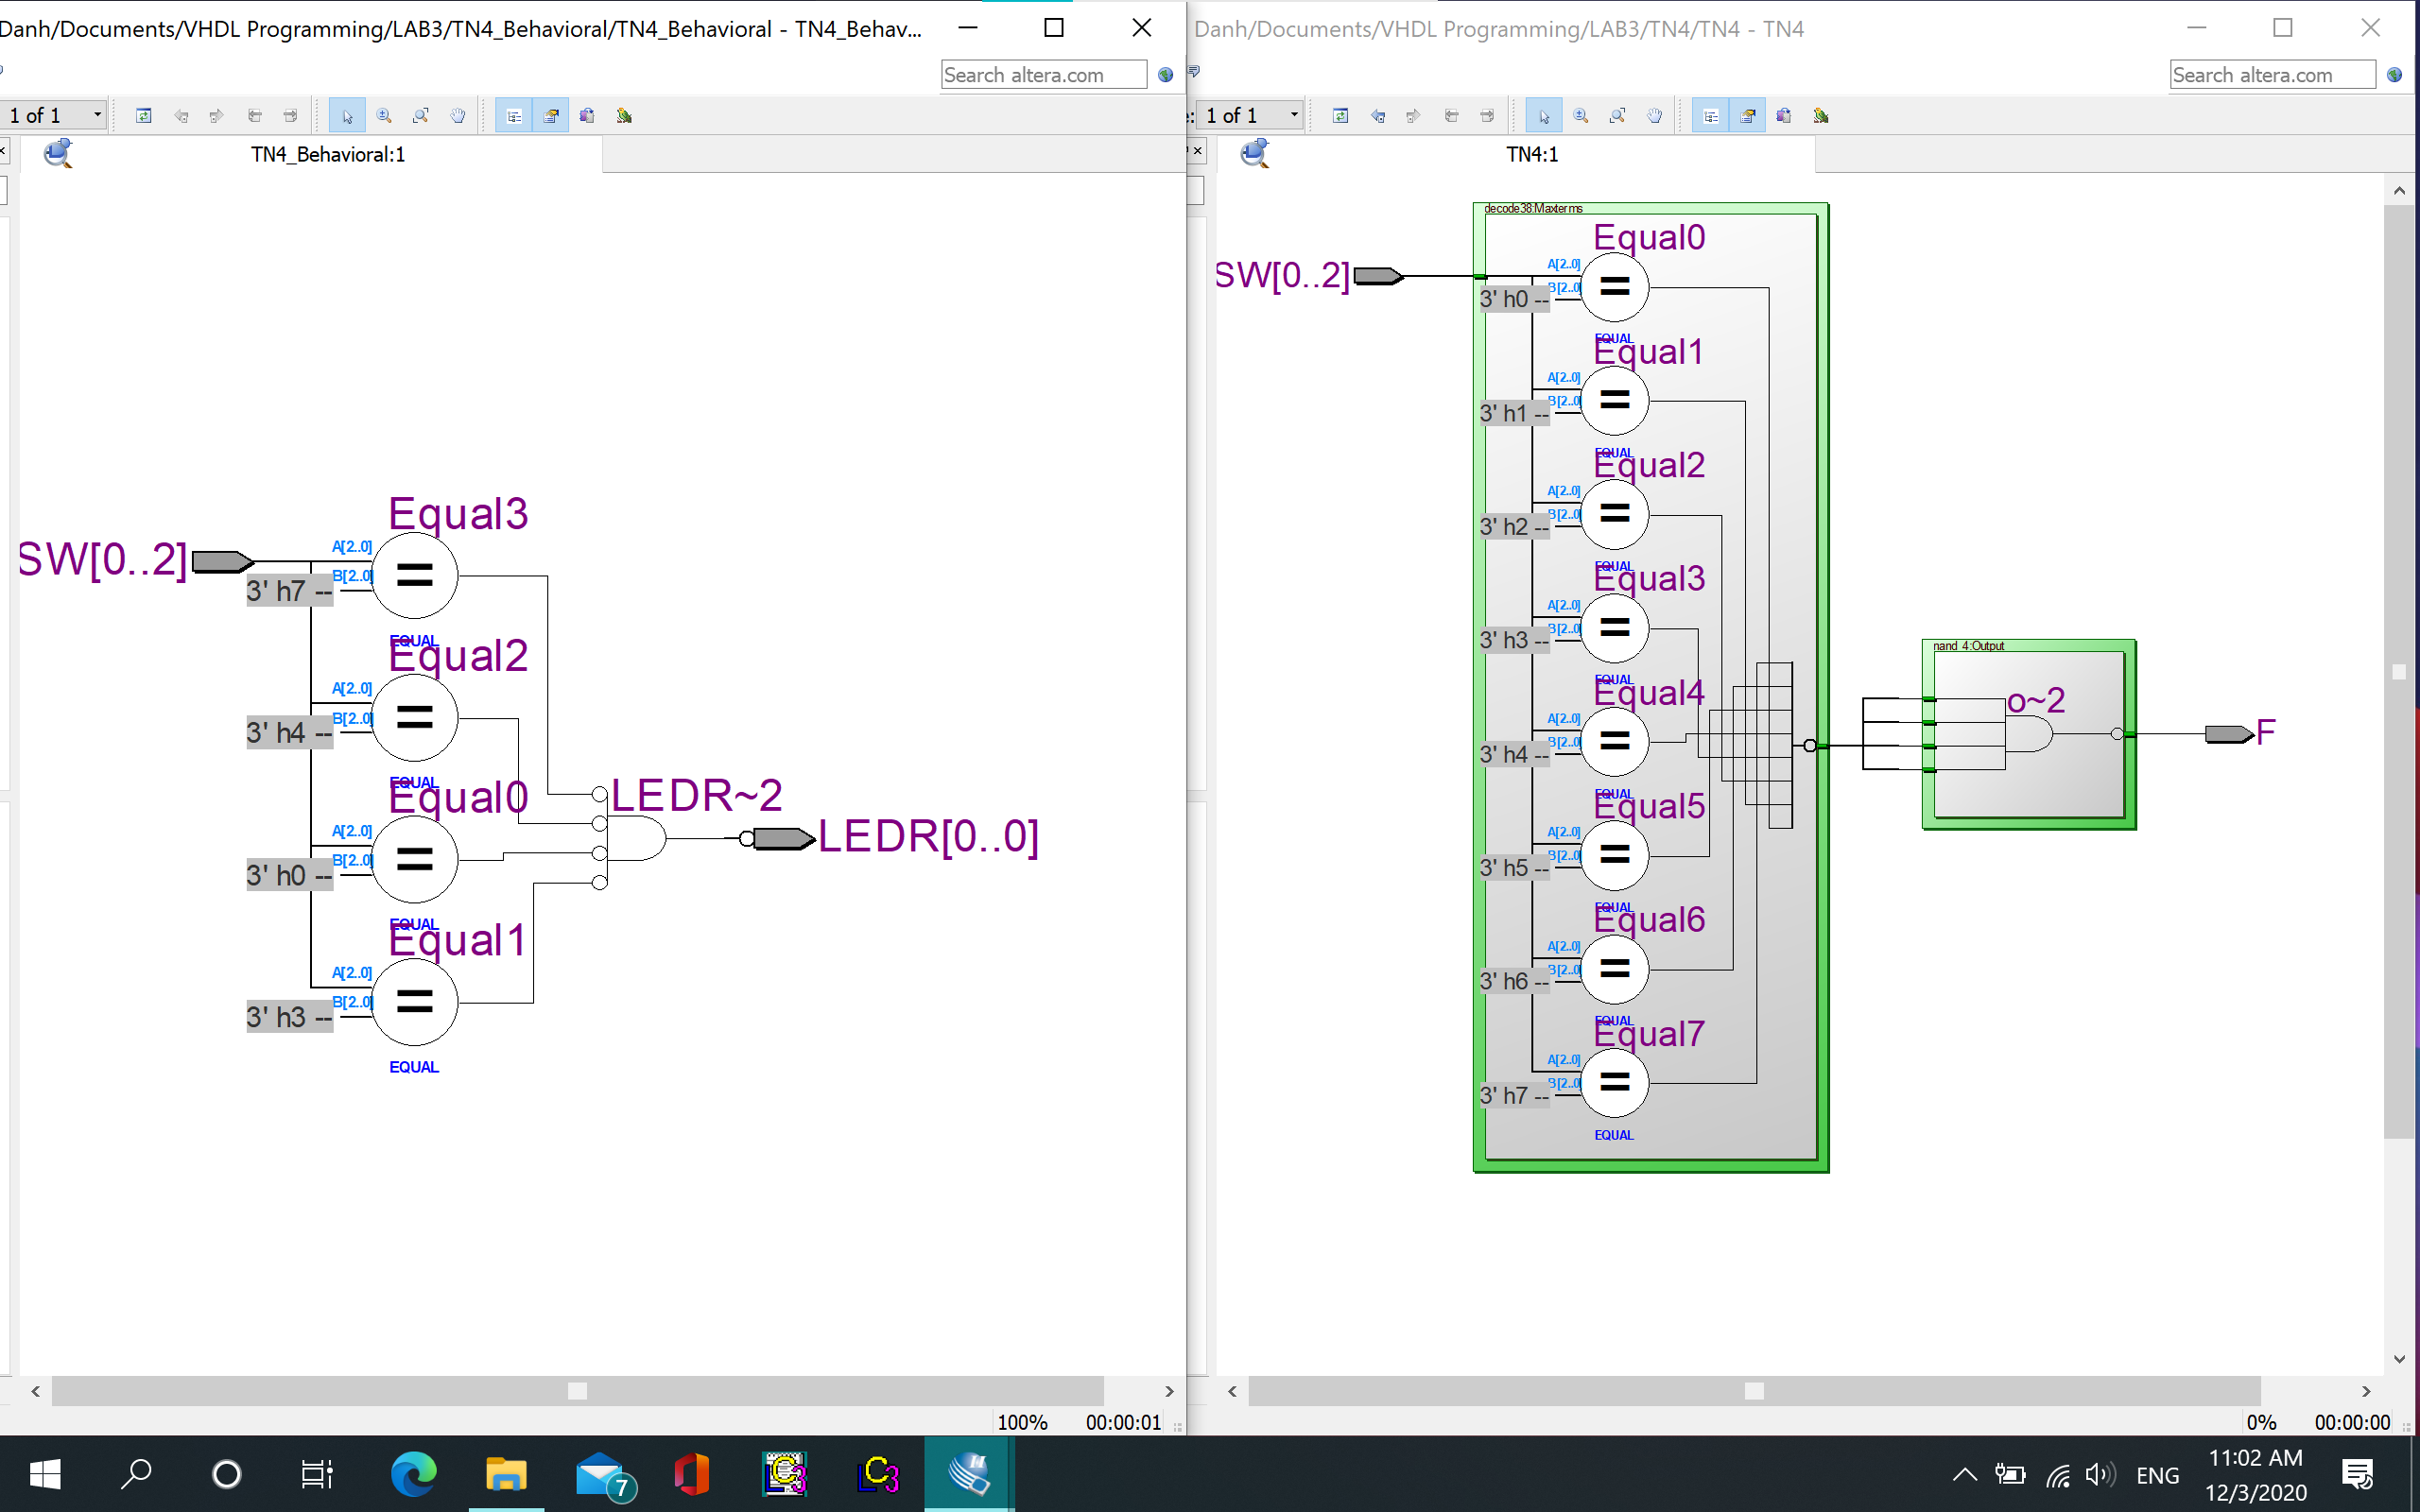 Danh/Documents/VHDL Programming/LAB3/TN4_Behavioral/TN4_Behavioral - TN4_Behav...
Search altera.com
1 of 1
TN4_Behavioral:1
SW[0..2]
Equal3
A[2..0]
B[2..0]
3' h7 --
=
EQUAL
Equal2
A[2..0]
B[2..0]
3' h4 --
=
EQUAL
Equal0
A[2..0]
B[2..0]
3' h0 --
=
EQUAL
Equal1
A[2..0]
B[2..0]
3' h3 --
=
EQUAL
LEDR~2
LEDR[0..0]
100% 00:00:01
Danh/Documents/VHDL Programming/LAB3/TN4/TN4 - TN4
Search altera.com
: 1 of 1
TN4:1
decode38:Maxterms
SW[0..2]
Equal0
A[2..0]
B[2..0]
3' h0 --
=
EQUAL
Equal1
A[2..0]
B[2..0]
3' h1 --
=
EQUAL
Equal2
A[2..0]
B[2..0]
3' h2 --
=
EQUAL
Equal3
A[2..0]
B[2..0]
3' h3 --
=
EQUAL
Equal4
A[2..0]
B[2..0]
3' h4 --
=
EQUAL
Equal5
A[2..0]
B[2..0]
3' h5 --
=
EQUAL
Equal6
A[2..0]
B[2..0]
3' h6 --
=
EQUAL
Equal7
A[2..0]
B[2..0]
3' h7 --
=
EQUAL
nand_4:Output
o~2
F
0% 00:00:00
7
LC3
LC3
ENG
11:02 AM
12/3/2020